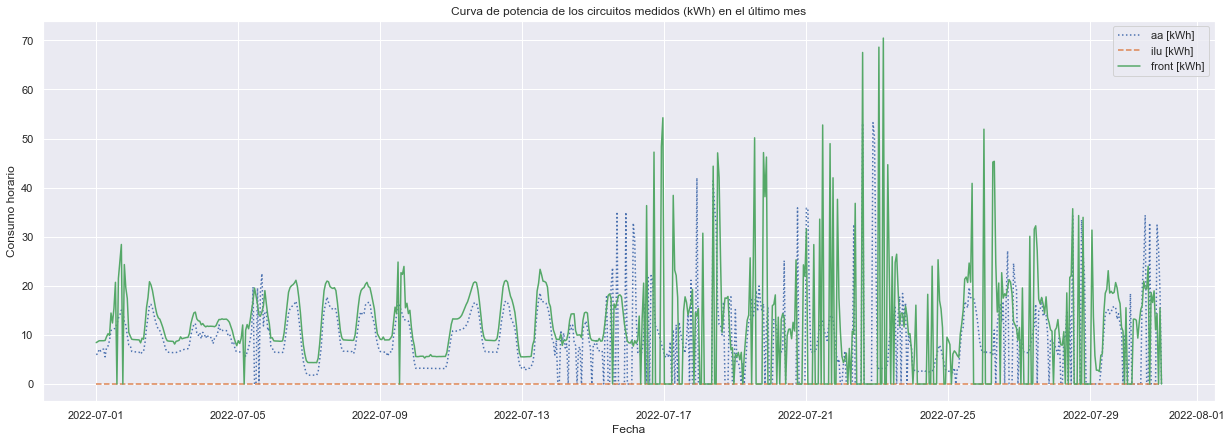 Curva de potencia de los circuitos medidos (kWh) en el último mes
aa [kWh]
ilu [kWh]
front [kWh]
Consumo horario
70
60
50
40
30
20
10
0
2022-07-01 2022-07-05 2022-07-09 2022-07-13 2022-07-17 2022-07-21 2022-07-25 2022-07-29 2022-08-01
Fecha